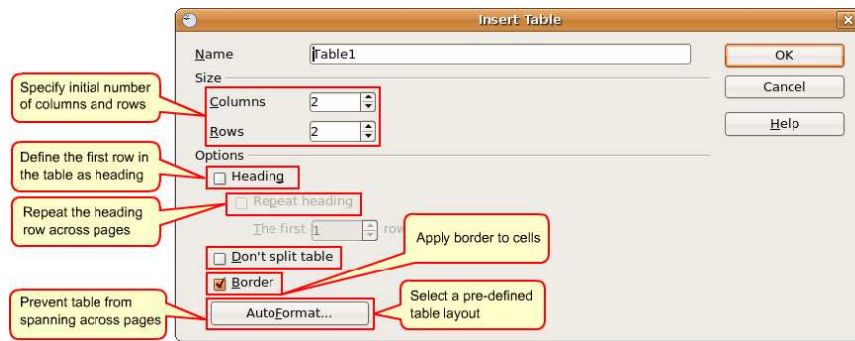 Insert Table
Name
Table1
OK
Size
Cancel
Specify initial number
of columns and rows
Columns
2
Rows
2
Help
Options
Define the first row in
the table as heading
Heading
Repeat the heading
row across pages
Repeat heading
The first
1
row
Apply border to cells
Don't split table
Border
Prevent table from
spanning across pages
AutoFormat...
Select a pre-defined
table layout